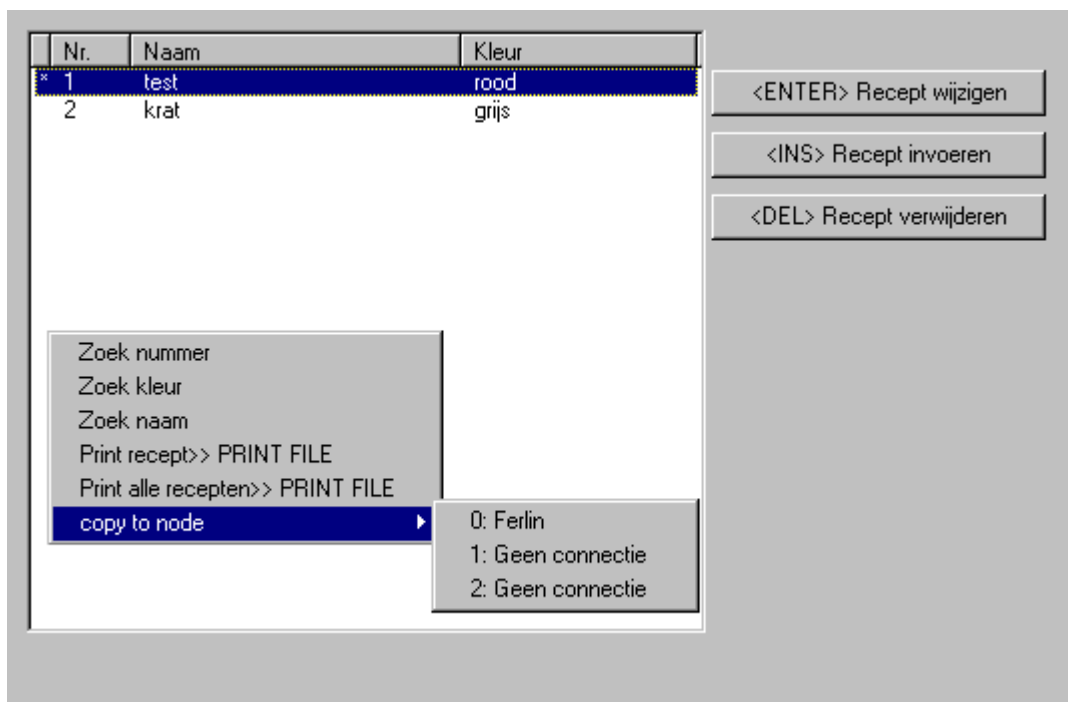 Nr. Naam Kleur
* 1 test rood
2 krat grijs
<ENTER> Recept wijzigen
<INS> Recept invoeren
<DEL> Recept verwijderen
Zoek nummer
Zoek kleur
Zoek naam
Print recept>> PRINT FILE
Print alle recepten>> PRINT FILE
copy to node
0: Ferlin
1: Geen connectie
2: Geen connectie